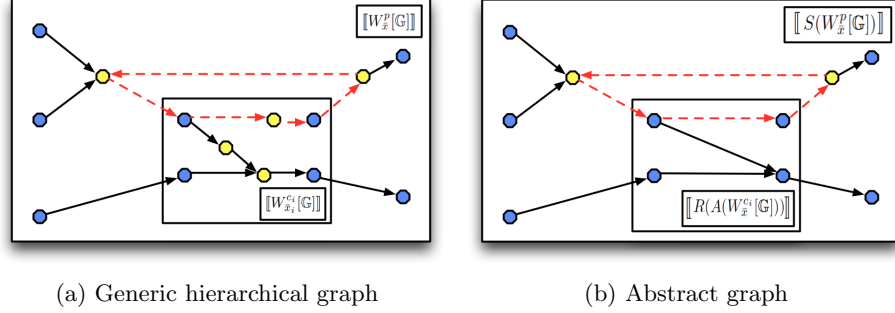 ⟦W^p_x̄[𝔾]⟧
⟦S(W^p_x̄[𝔾])⟧
⟦W^{c_i}_{x̄_i}[𝔾]⟧
⟦R(A(W^{c_i}_x̄[𝔾]))⟧
(a) Generic hierarchical graph
(b) Abstract graph